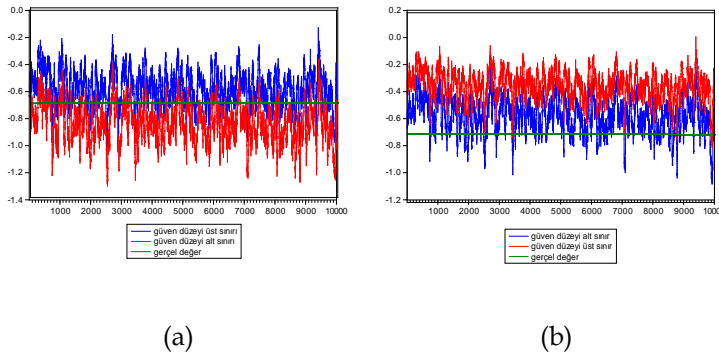 0.0
-0.2
-0.4
-0.6
-0.8
-1.0
-1.2
-1.4
1000 2000 3000 4000 5000 6000 7000 8000 9000 10000
güven düzeyi üst sınırı
güven düzeyi alt sınırı
gerçel değer
(a)
0.2
0.0
-0.2
-0.4
-0.6
-0.8
-1.0
-1.2
1000 2000 3000 4000 5000 6000 7000 8000 9000 10000
güven düzeyi alt sınır
güven düzeyi üst sınır
gerçel değer
(b)